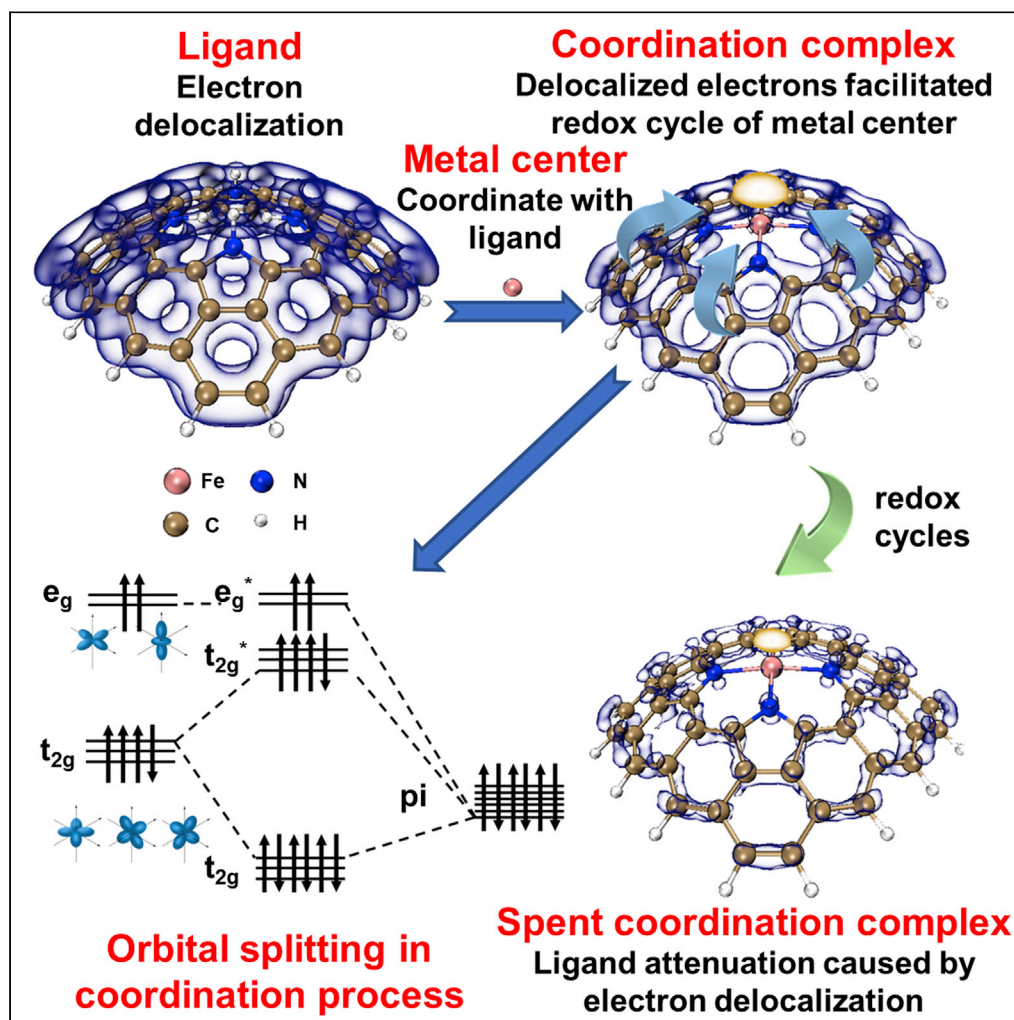 Ligand
Electron
delocalization
Coordination complex
Delocalized electrons facilitated
redox cycle of metal center
Metal center
Coordinate with
ligand
Fe N
C H
redox
cycles
eg eg*
t2g*
t2g
pi
t2g
Orbital splitting in
coordination process
Spent coordination complex
Ligand attenuation caused by
electron delocalization